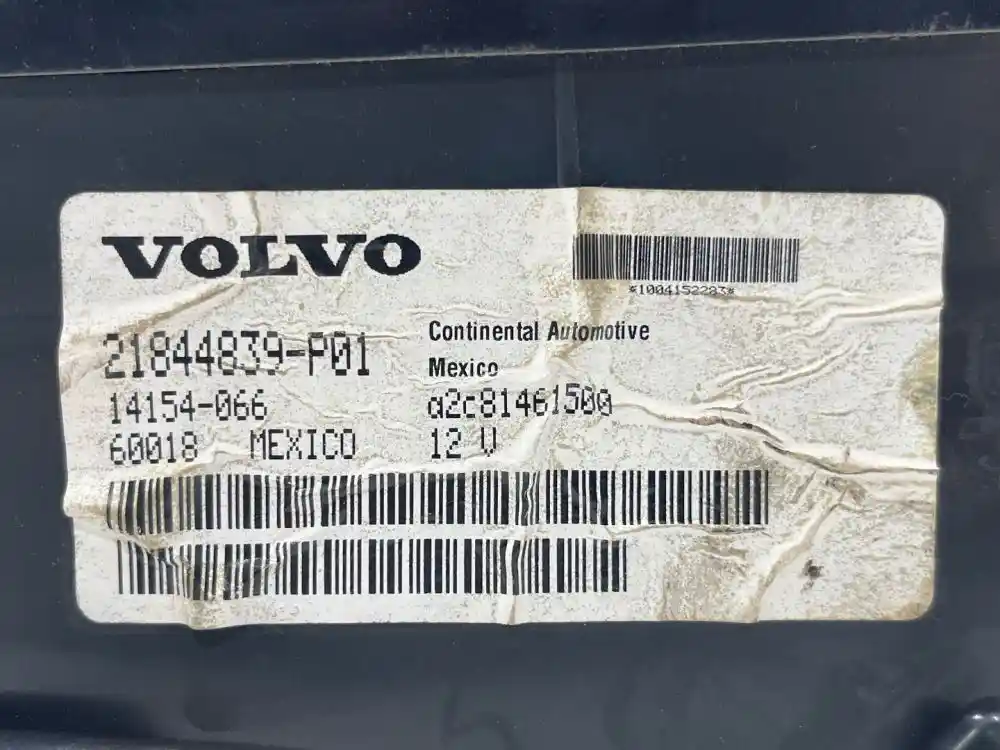 VOLVO
*1004152283*
21844839-P01
14154-066
60018 MEXICO
Continental Automotive
Mexico
a2c81461500
12 V